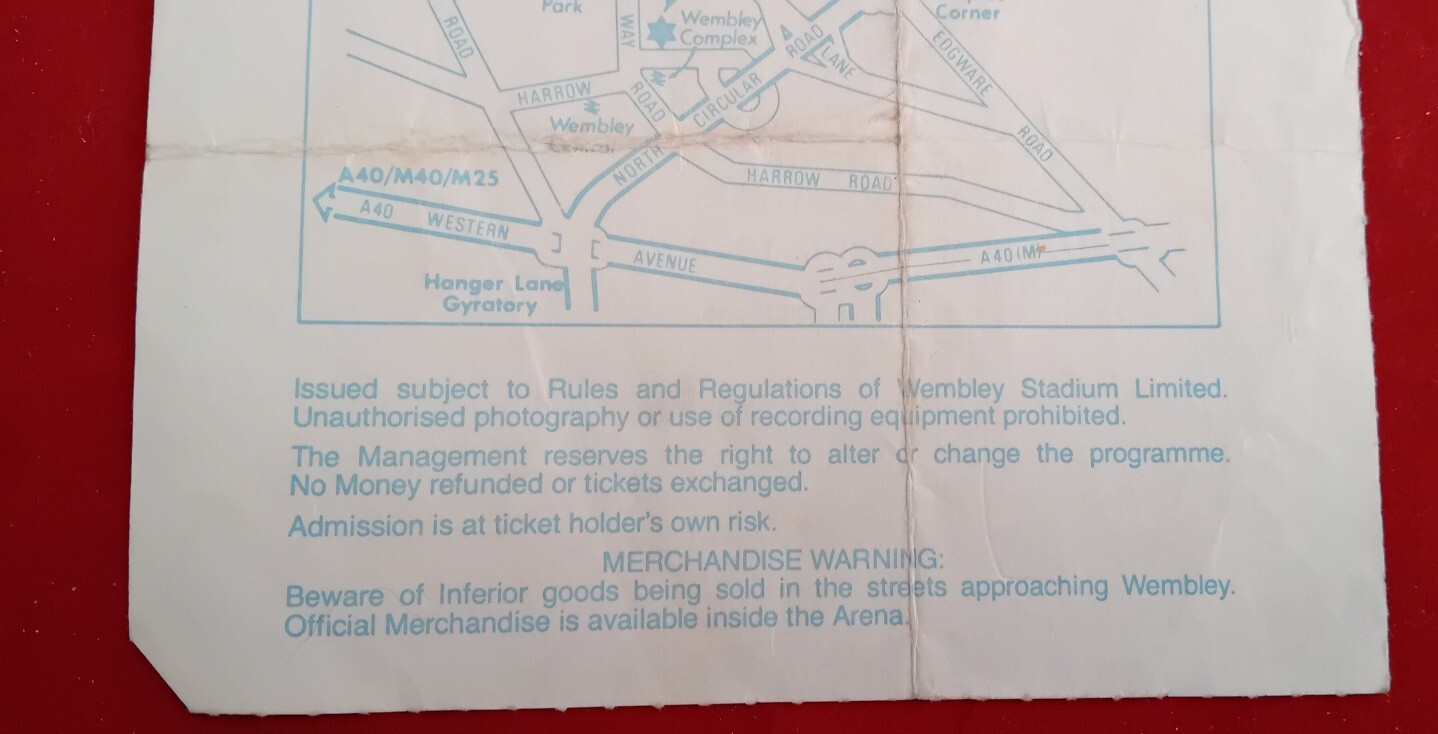 Park
Corner
WAY
Wembley
Complex
ROAD
ROAD
LANE
EDGWARE
ROAD
HARROW
ROAD
CIRCULAR
Wembley
NORTH
ROAD
HARROW ROAD
A40/M40/M25
A40 WESTERN
AVENUE
A40(M)
Hanger Lane
Gyratory
Issued subject to Rules and Regulations of Wembley Stadium Limited.
Unauthorised photography or use of recording equipment prohibited.
The Management reserves the right to alter or change the programme.
No Money refunded or tickets exchanged.
Admission is at ticket holder's own risk.
MERCHANDISE WARNING:
Beware of Inferior goods being sold in the streets approaching Wembley.
Official Merchandise is available inside the Arena.